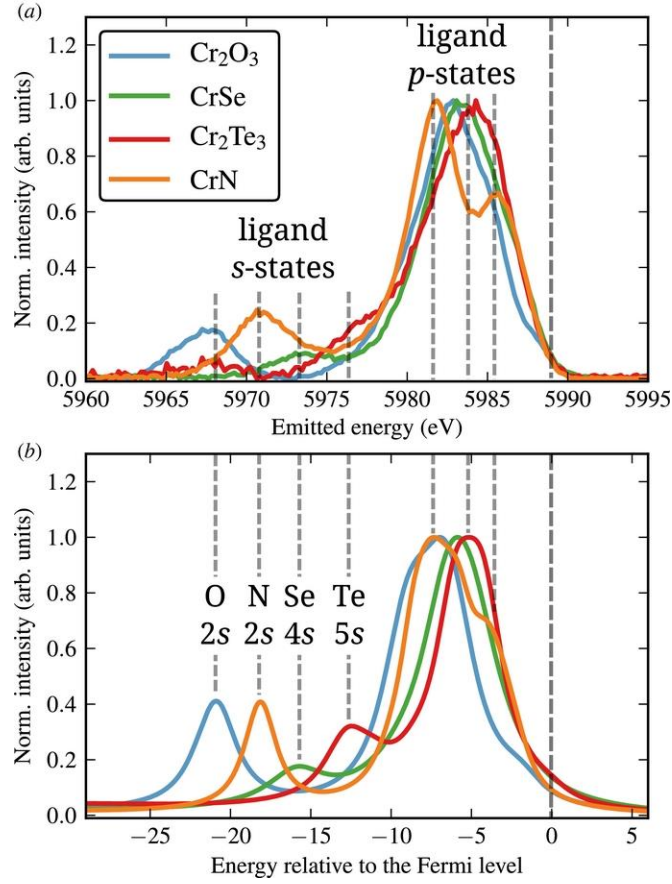 (a)
1.2
1.0
0.8
0.6
0.4
0.2
0.0
Norm. intensity (arb. units)
Cr₂O₃
CrSe
Cr₂Te₃
CrN
ligand
p-states
ligand
s-states
5960 5965 5970 5975 5980 5985 5990 5995
Emitted energy (eV)
(b)
1.2
1.0
0.8
0.6
0.4
0.2
0.0
Norm. intensity (arb. units)
O N Se Te
2s 2s 4s 5s
−25 −20 −15 −10 −5 0 5
Energy relative to the Fermi level